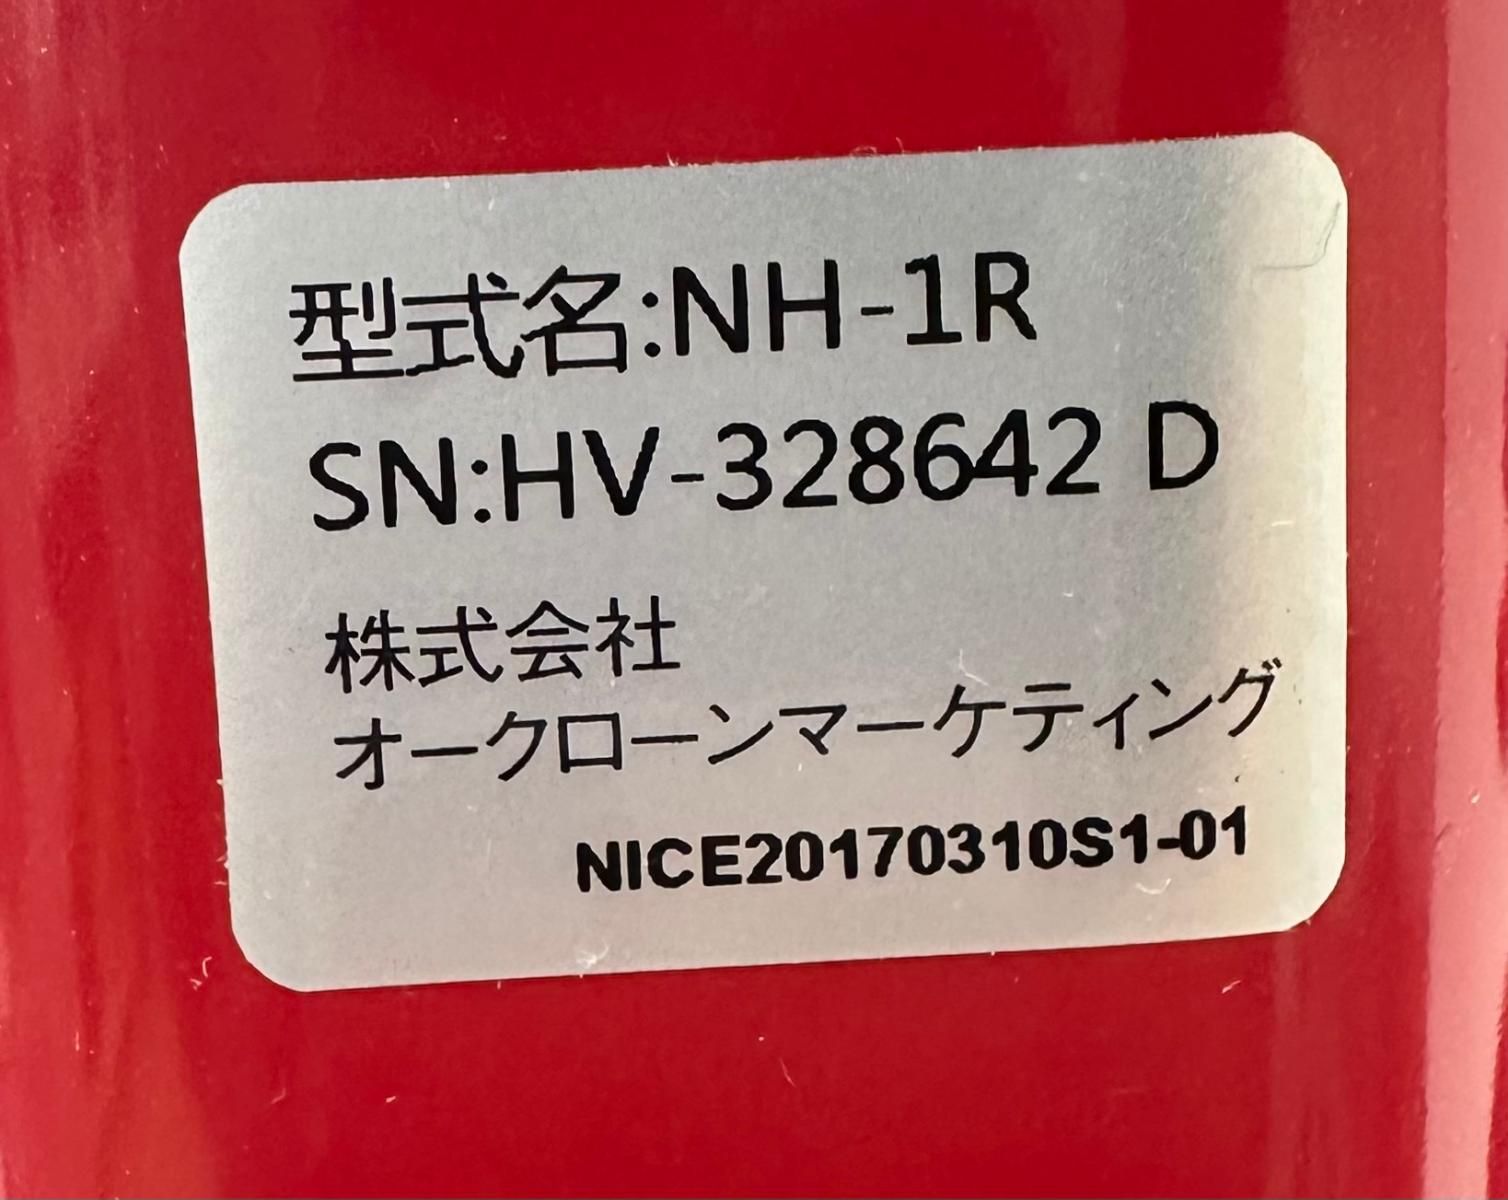 型式名:NH-1R
SN:HV-328642 D
株式会社
オークローンマーケティング
NICE20170310S1-01